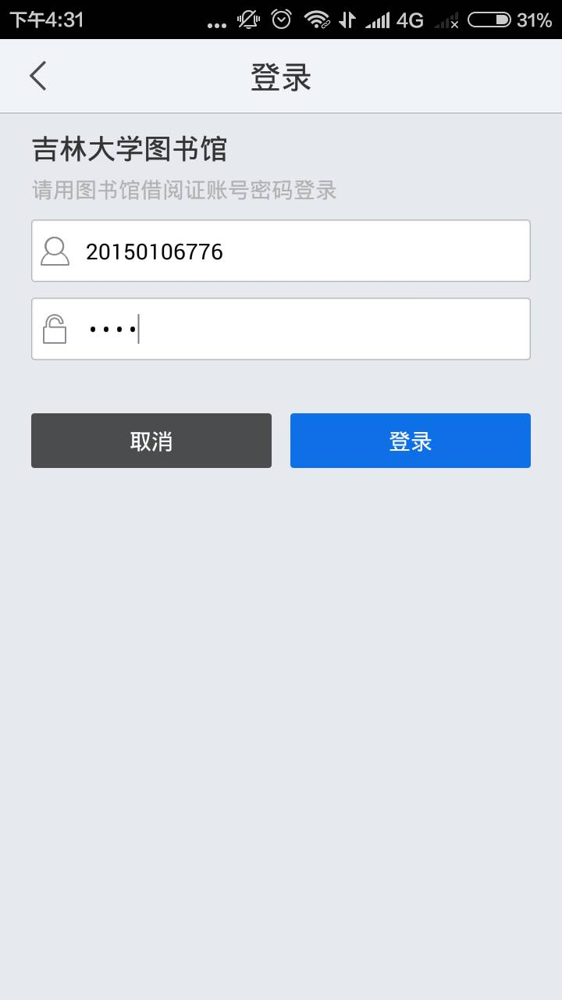 下午4:31 ... 4G 31%
登录
吉林大学图书馆
请用图书馆借阅证账号密码登录
20150106776
••••
取消 登录